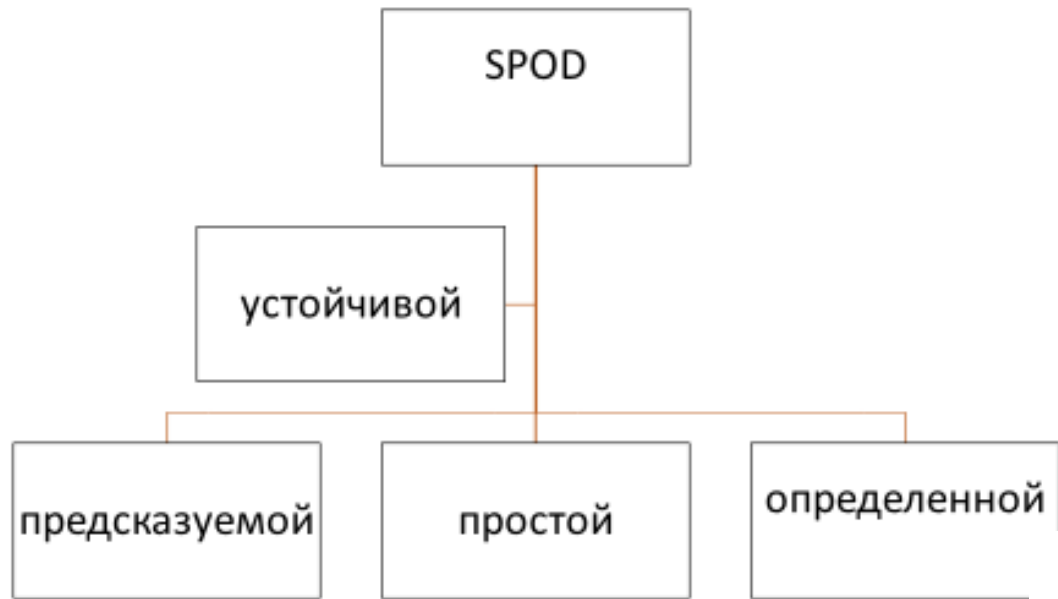 SPOD
устойчивой
предсказуемой
простой
определенной